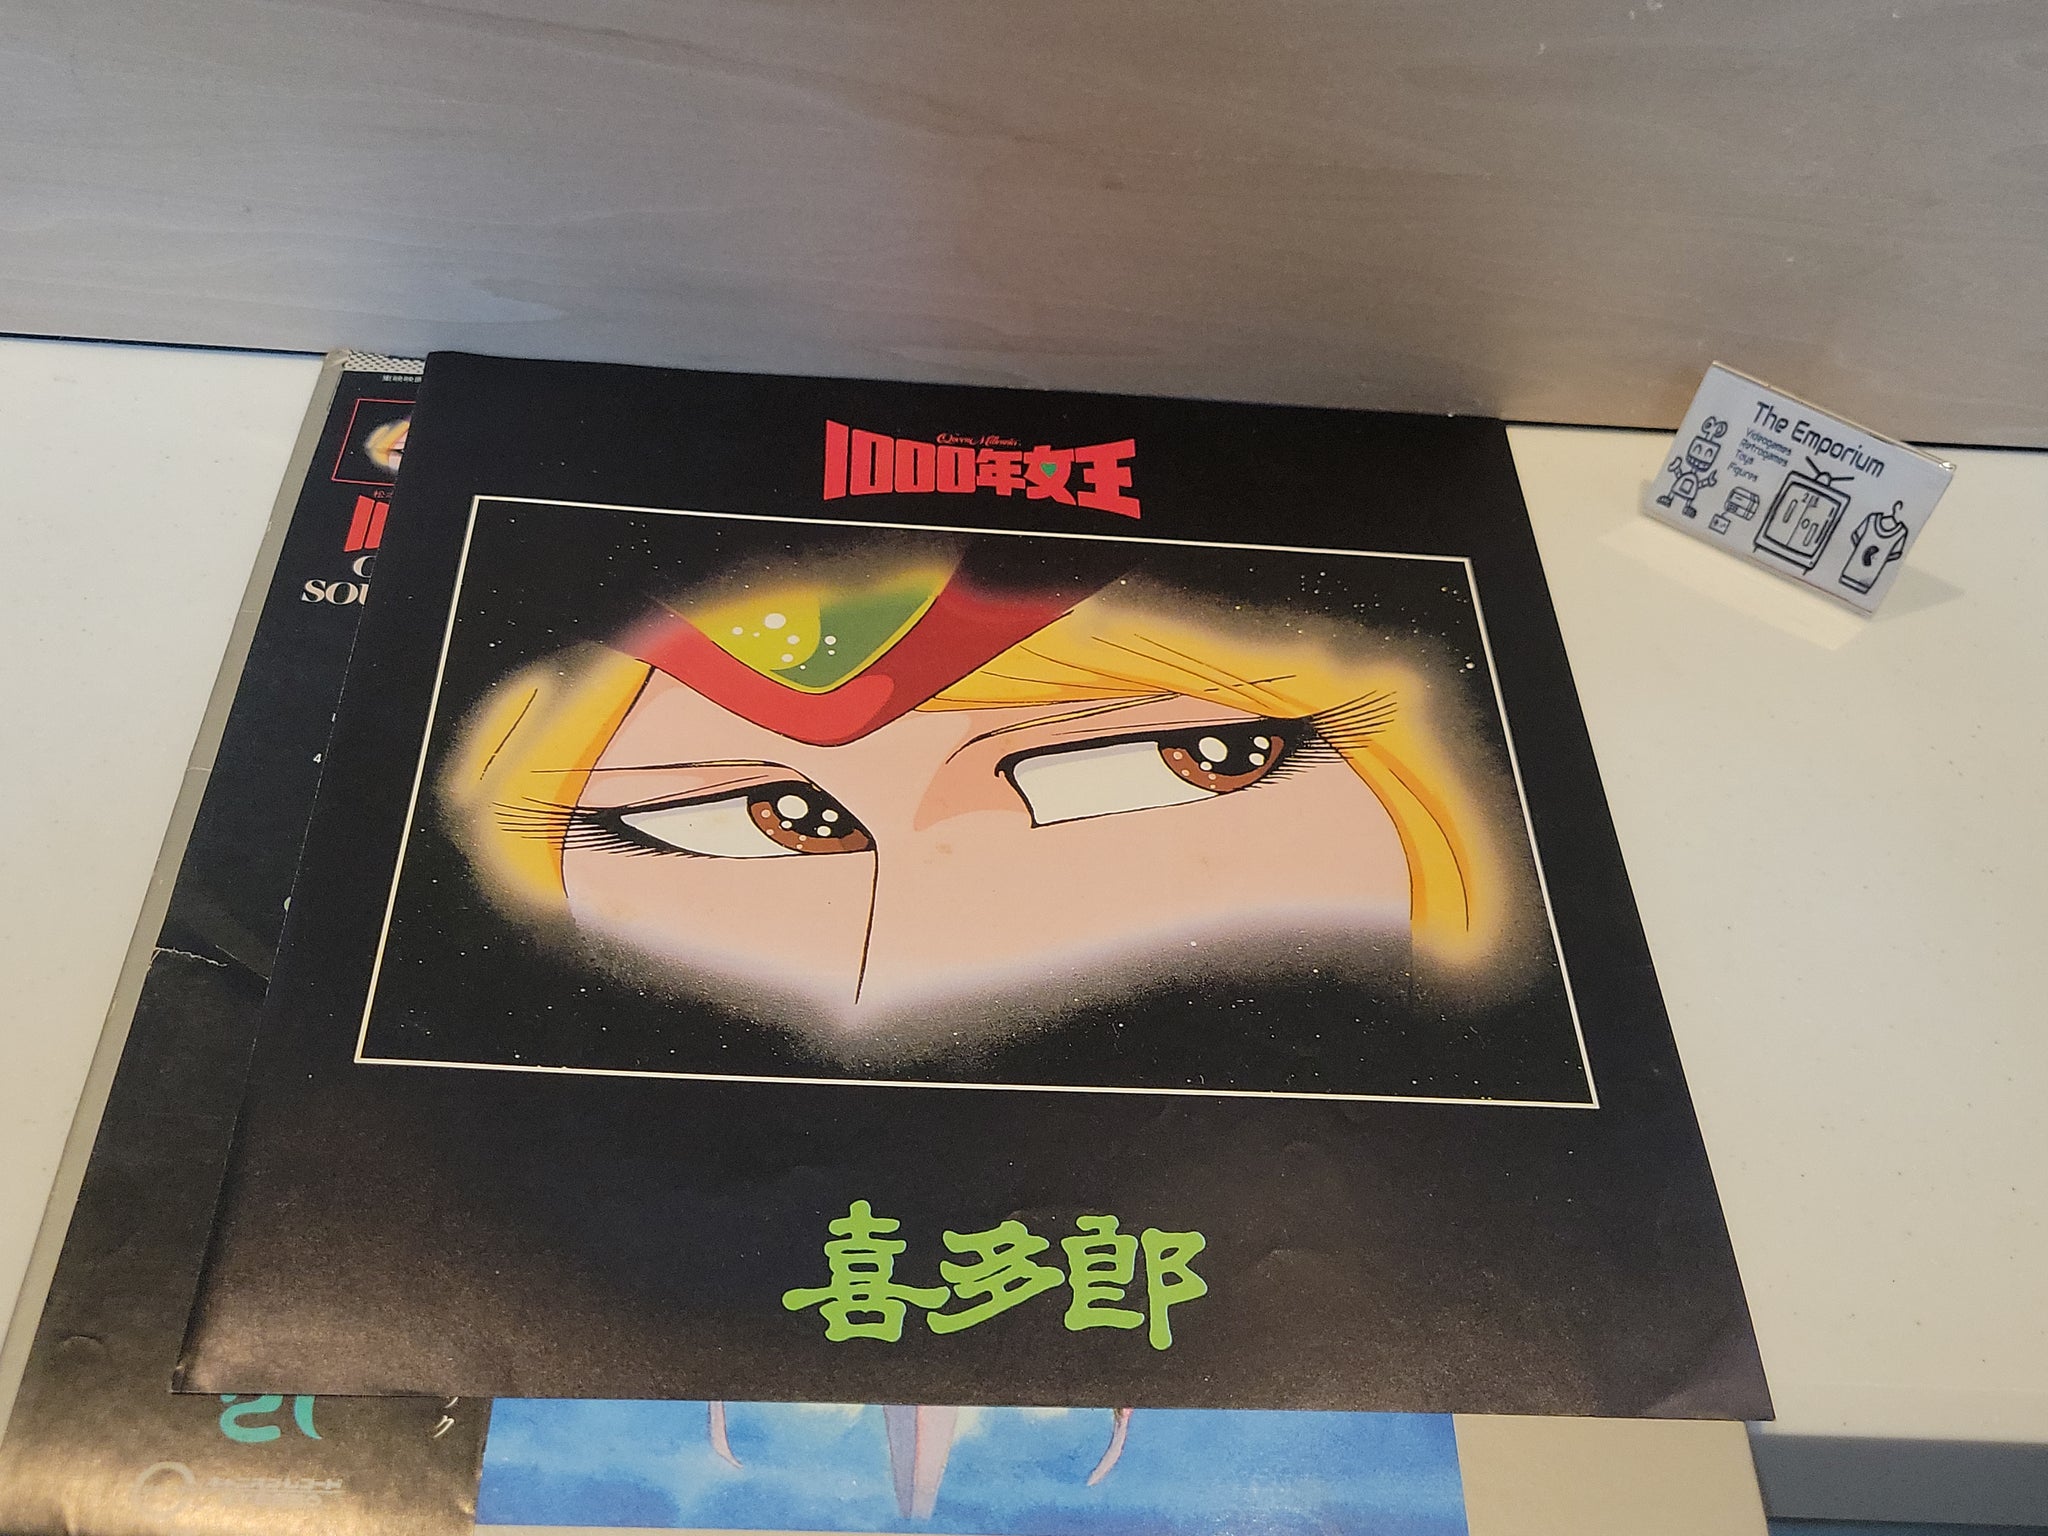 Queen Millennia
1000年女王
喜多郎
SOU
The Emporium
Videogames
Retrogames
Toys
Figures